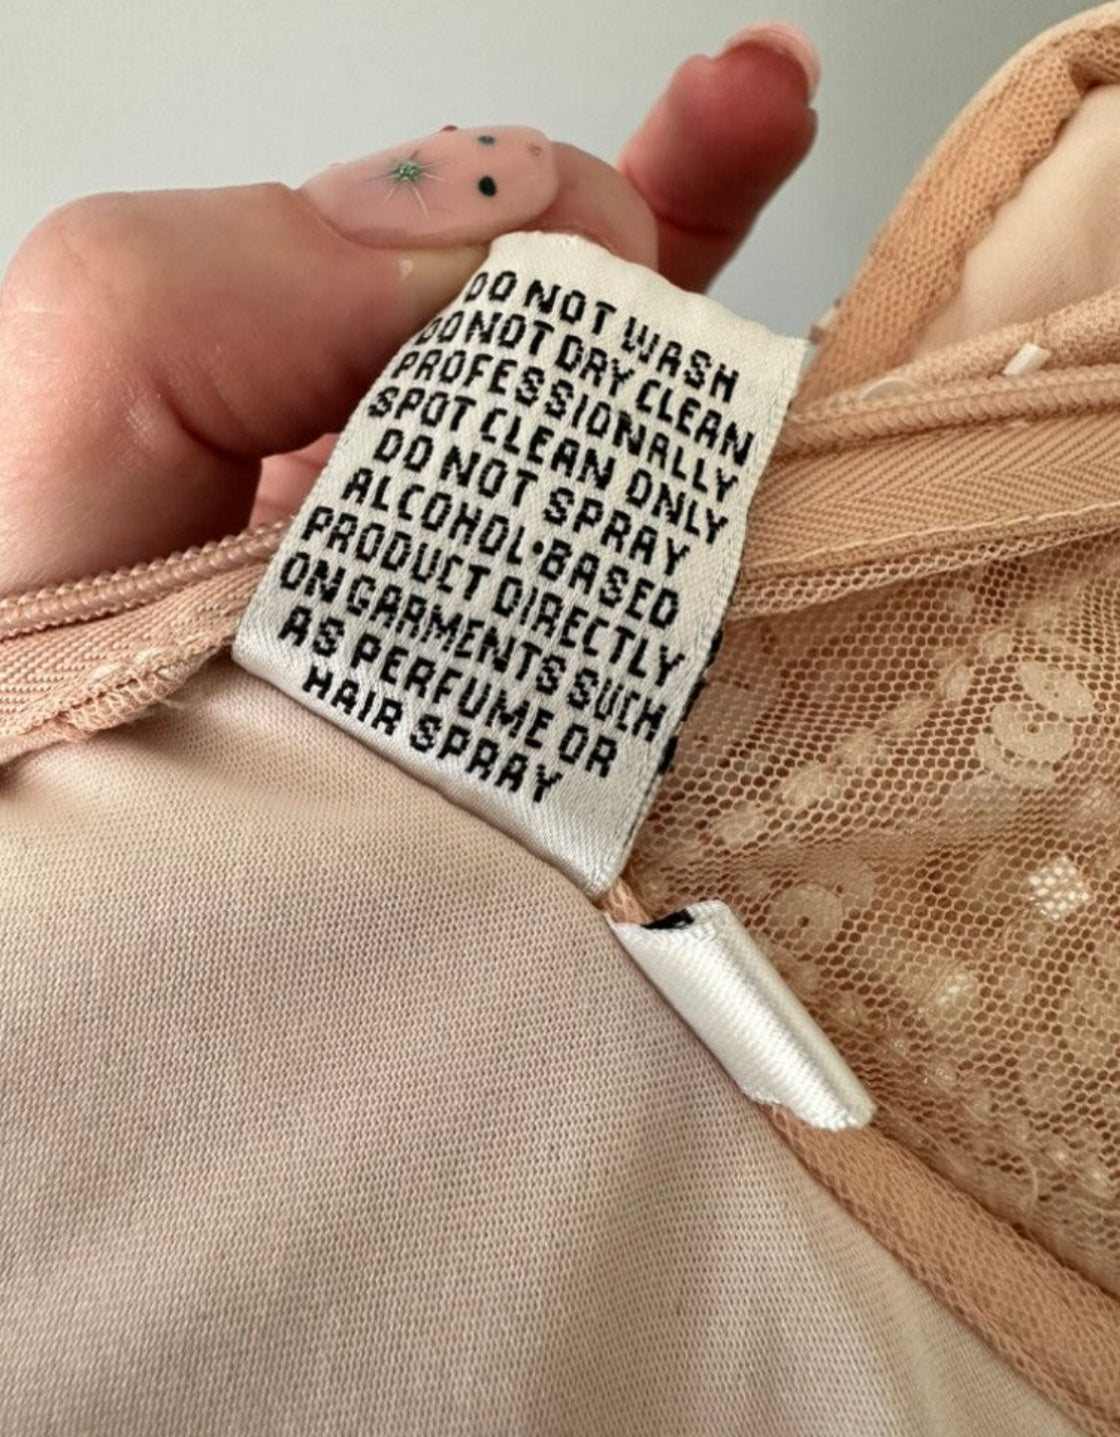 DO NOT WASH
DO NOT DRY CLEAN
PROFESSIONALLY
SPOT CLEAN ONLY
DO NOT SPRAY
ALCOHOL•BASED
PRODUCT DIRECTLY
ON GARMENTS SUCH
AS PERFUME OR
HAIR SPRAY